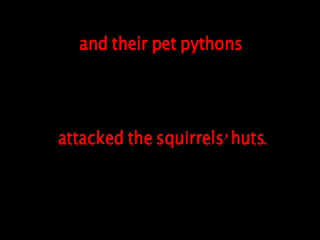 and their pet pythons
attacked the squirrels' huts.